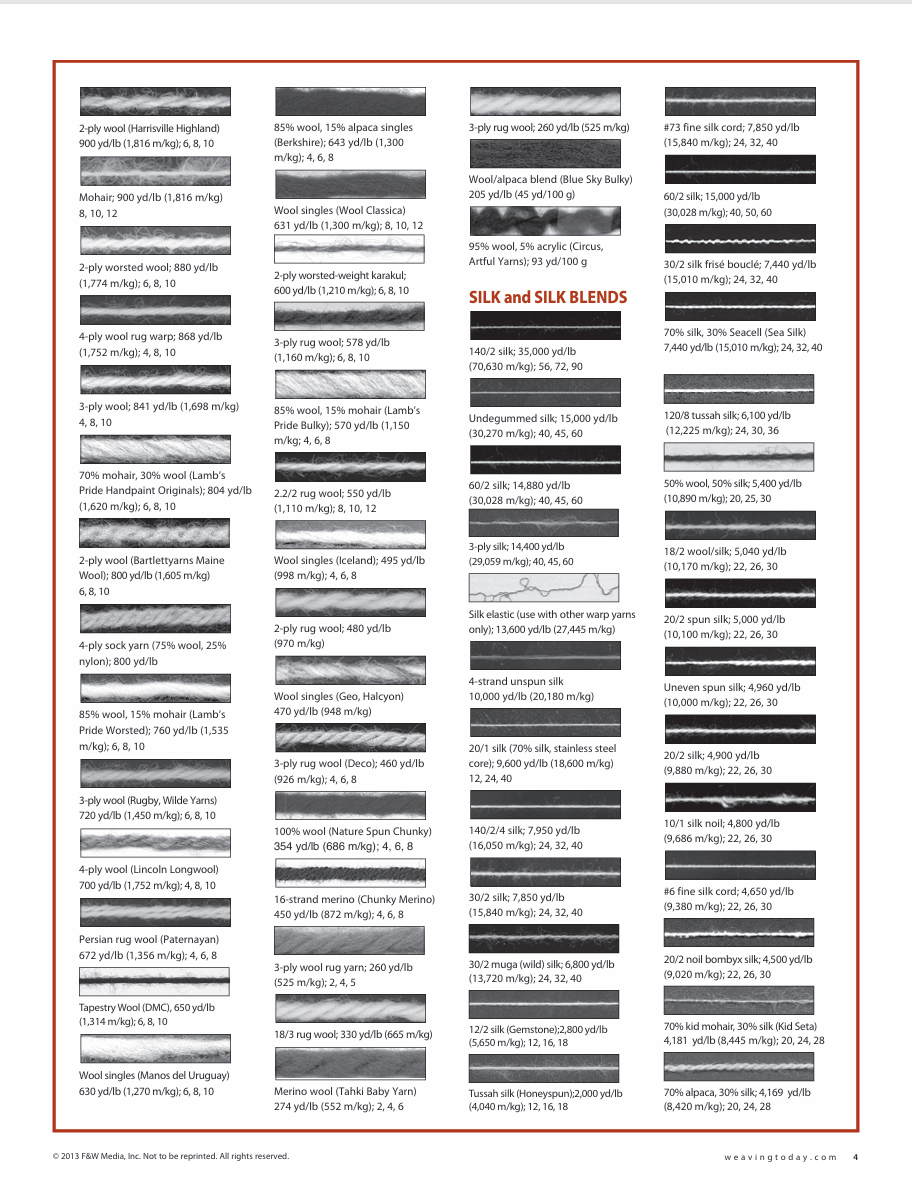 2-ply wool (Harrisville Highland)
900 yd/lb (1,816 m/kg); 6, 8, 10
Mohair; 900 yd/lb (1,816 m/kg)
8, 10, 12
2-ply worsted wool; 880 yd/lb
(1,774 m/kg); 6, 8, 10
4-ply wool rug warp; 868 yd/lb
(1,752 m/kg); 4, 8, 10
3-ply wool; 841 yd/lb (1,698 m/kg)
4, 8, 10
70% mohair, 30% wool (Lamb's
Pride Handpaint Originals); 804 yd/lb
(1,620 m/kg); 6, 8, 10
2-ply wool (Bartlettyarns Maine
Wool); 800 yd/lb (1,605 m/kg)
6, 8, 10
4-ply sock yarn (75% wool, 25%
nylon); 800 yd/lb
85% wool, 15% mohair (Lamb's
Pride Worsted); 760 yd/lb (1,535
m/kg); 6, 8, 10
3-ply wool (Rugby, Wilde Yarns)
720 yd/lb (1,450 m/kg); 6, 8, 10
4-ply wool (Lincoln Longwool)
700 yd/lb (1,752 m/kg); 4, 8, 10
Persian rug wool (Paternayan)
672 yd/lb (1,356 m/kg); 4, 6, 8
Tapestry Wool (DMC), 650 yd/lb
(1,314 m/kg); 6, 8, 10
Wool singles (Manos del Uruguay)
630 yd/lb (1,270 m/kg); 6, 8, 10
85% wool, 15% alpaca singles
(Berkshire); 643 yd/lb (1,300
m/kg); 4, 6, 8
Wool singles (Wool Classica)
631 yd/lb (1,300 m/kg); 8, 10, 12
2-ply worsted-weight karakul;
600 yd/lb (1,210 m/kg); 6, 8, 10
3-ply rug wool; 578 yd/lb
(1,160 m/kg); 6, 8, 10
85% wool, 15% mohair (Lamb's
Pride Bulky); 570 yd/lb (1,150
m/kg; 4, 6, 8
2.2/2 rug wool; 550 yd/lb
(1,110 m/kg); 8, 10, 12
Wool singles (Iceland); 495 yd/lb
(998 m/kg); 4, 6, 8
2-ply rug wool; 480 yd/lb
(970 m/kg)
Wool singles (Geo, Halcyon)
470 yd/lb (948 m/kg)
3-ply rug wool (Deco); 460 yd/lb
(926 m/kg); 4, 6, 8
100% wool (Nature Spun Chunky)
354 yd/lb (686 m/kg); 4, 6, 8
16-strand merino (Chunky Merino)
450 yd/lb (872 m/kg); 4, 6, 8
3-ply wool rug yarn; 260 yd/lb
(525 m/kg); 2, 4, 5
18/3 rug wool; 330 yd/lb (665 m/kg)
Merino wool (Tahki Baby Yarn)
274 yd/lb (552 m/kg); 2, 4, 6
3-ply rug wool; 260 yd/lb (525 m/kg)
Wool/alpaca blend (Blue Sky Bulky)
205 yd/lb (45 yd/100 g)
95% wool, 5% acrylic (Circus,
Artful Yarns); 93 yd/100 g
SILK and SILK BLENDS
140/2 silk; 35,000 yd/lb
(70,630 m/kg); 56, 72, 90
Undegummed silk; 15,000 yd/lb
(30,270 m/kg); 40, 45, 60
60/2 silk; 14,880 yd/lb
(30,028 m/kg); 40, 45, 60
3-ply silk; 14,400 yd/lb
(29,059 m/kg); 40, 45, 60
Silk elastic (use with other warp yarns
only); 13,600 yd/lb (27,445 m/kg)
4-strand unspun silk
10,000 yd/lb (20,180 m/kg)
20/1 silk (70% silk, stainless steel
core); 9,600 yd/lb (18,600 m/kg)
12, 24, 40
140/2/4 silk; 7,950 yd/lb
(16,050 m/kg); 24, 32, 40
30/2 silk; 7,850 yd/lb
(15,840 m/kg); 24, 32, 40
30/2 muga (wild) silk; 6,800 yd/lb
(13,720 m/kg); 24, 32, 40
12/2 silk (Gemstone);2,800 yd/lb
(5,650 m/kg); 12, 16, 18
Tussah silk (Honeyspun);2,000 yd/lb
(4,040 m/kg); 12, 16, 18
#73 fine silk cord; 7,850 yd/lb
(15,840 m/kg); 24, 32, 40
60/2 silk; 15,000 yd/lb
(30,028 m/kg); 40, 50, 60
30/2 silk frisé bouclé; 7,440 yd/lb
(15,010 m/kg); 24, 32, 40
70% silk, 30% Seacell (Sea Silk)
7,440 yd/lb (15,010 m/kg); 24, 32, 40
120/8 tussah silk; 6,100 yd/lb
(12,225 m/kg); 24, 30, 36
50% wool, 50% silk; 5,400 yd/lb
(10,890 m/kg); 20, 25, 30
18/2 wool/silk; 5,040 yd/lb
(10,170 m/kg); 22, 26, 30
20/2 spun silk; 5,000 yd/lb
(10,100 m/kg); 22, 26, 30
Uneven spun silk; 4,960 yd/lb
(10,000 m/kg); 22, 26, 30
20/2 silk; 4,900 yd/lb
(9,880 m/kg); 22, 26, 30
10/1 silk noil; 4,800 yd/lb
(9,686 m/kg); 22, 26, 30
#6 fine silk cord; 4,650 yd/lb
(9,380 m/kg); 22, 26, 30
20/2 noil bombyx silk; 4,500 yd/lb
(9,020 m/kg); 22, 26, 30
70% kid mohair, 30% silk (Kid Seta)
4,181 yd/lb (8,445 m/kg); 20, 24, 28
70% alpaca, 30% silk; 4,169 yd/lb
(8,420 m/kg); 20, 24, 28
© 2013 F&W Media, Inc. Not to be reprinted. All rights reserved.
weavingtoday.com 4